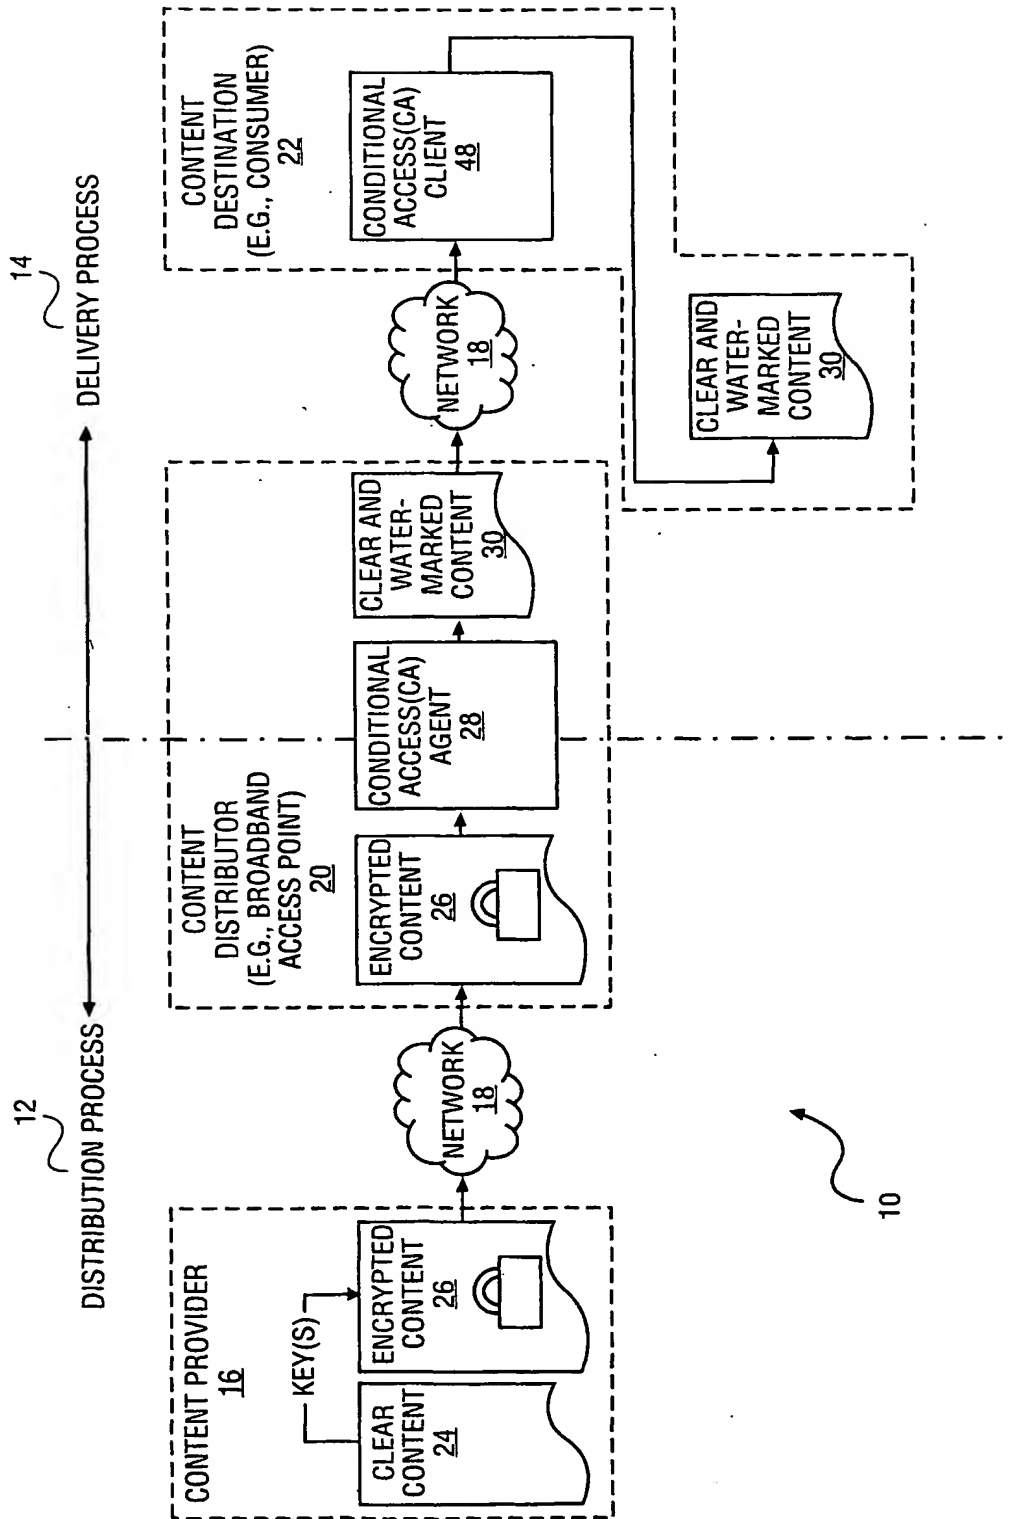 12
DISTRIBUTION PROCESS
14
DELIVERY PROCESS
CONTENT PROVIDER
16
KEY(S)
CLEAR
CONTENT
24
ENCRYPTED
CONTENT
26
NETWORK
18
CONTENT
DISTRIBUTOR
(E.G., BROADBAND
ACCESS POINT)
20
ENCRYPTED
CONTENT
26
CONDITIONAL
ACCESS(CA)
AGENT
28
CLEAR AND
WATER-
MARKED
CONTENT
30
NETWORK
18
CONTENT
DESTINATION
(E.G., CONSUMER)
22
CONDITIONAL
ACCESS(CA)
CLIENT
48
CLEAR AND
WATER-
MARKED
CONTENT
30
10